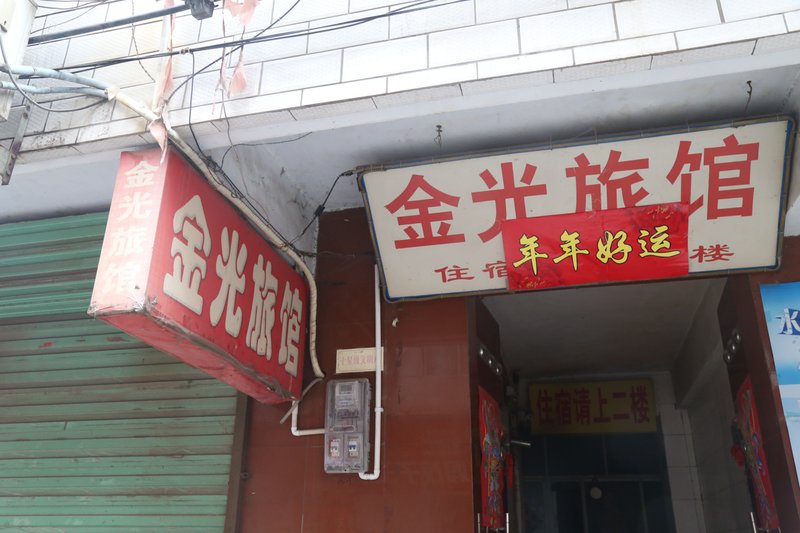 金光旅馆
金光旅馆
金光旅馆
住宿
楼
年年好运
住宿请上二楼
水